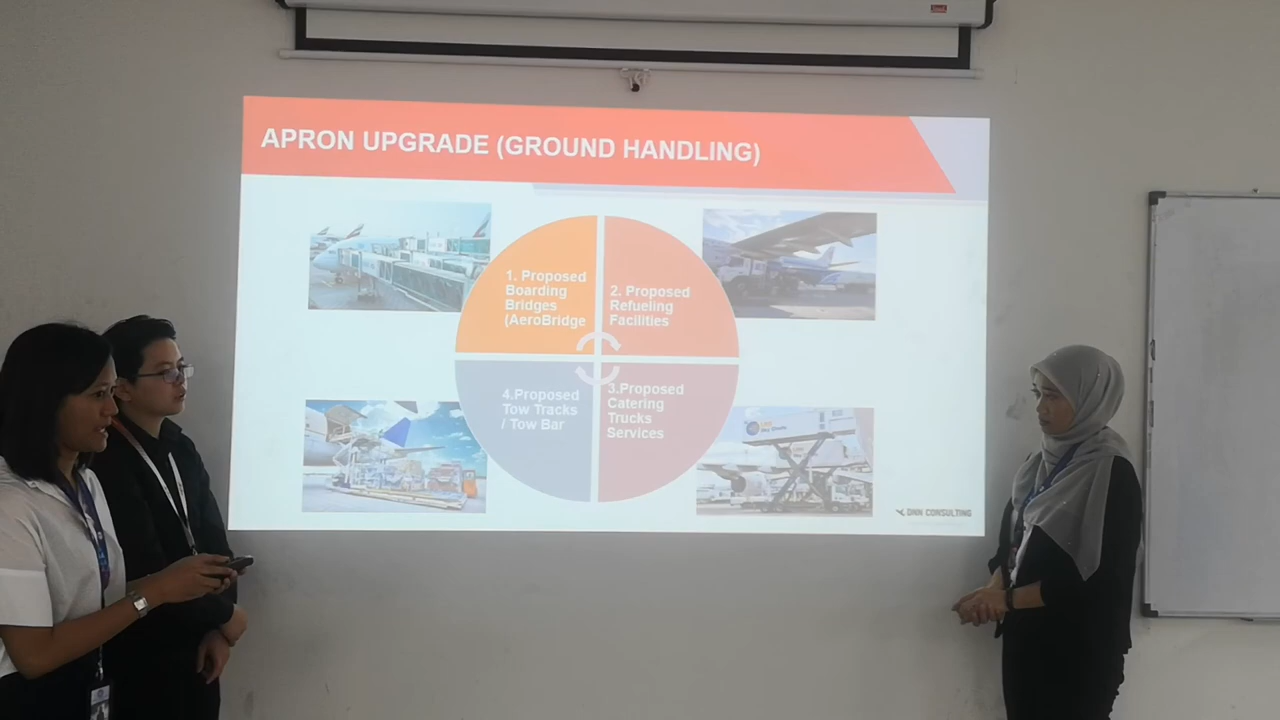 APRON UPGRADE (GROUND HANDLING)
1. Proposed
Boarding
Bridges
(AeroBridge
2. Proposed
Refueling
Facilities
4.Proposed
Tow Tracks
/ Tow Bar
3.Proposed
Catering
Trucks
Services
DNN CONSULTING